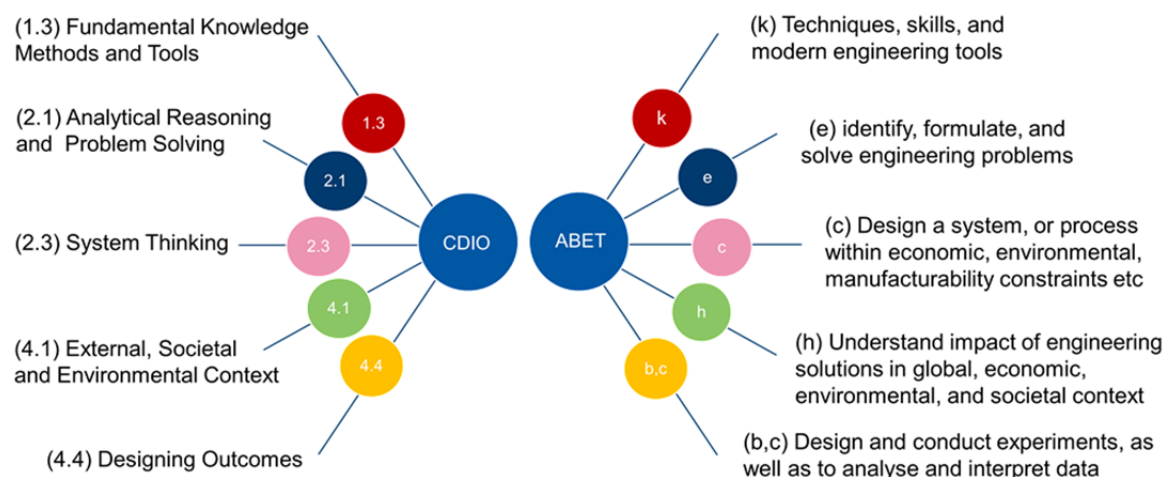 (1.3) Fundamental Knowledge
Methods and Tools
(2.1) Analytical Reasoning
and Problem Solving
(2.3) System Thinking
(4.1) External, Societal
and Environmental Context
(4.4) Designing Outcomes
1.3
2.1
2.3
4.1
4.4
CDIO
ABET
k
e
c
h
b,c
(k) Techniques, skills, and
modern engineering tools
(e) identify, formulate, and
solve engineering problems
(c) Design a system, or process
within economic, environmental,
manufacturability constraints etc
(h) Understand impact of engineering
solutions in global, economic,
environmental, and societal context
(b,c) Design and conduct experiments, as
well as to analyse and interpret data